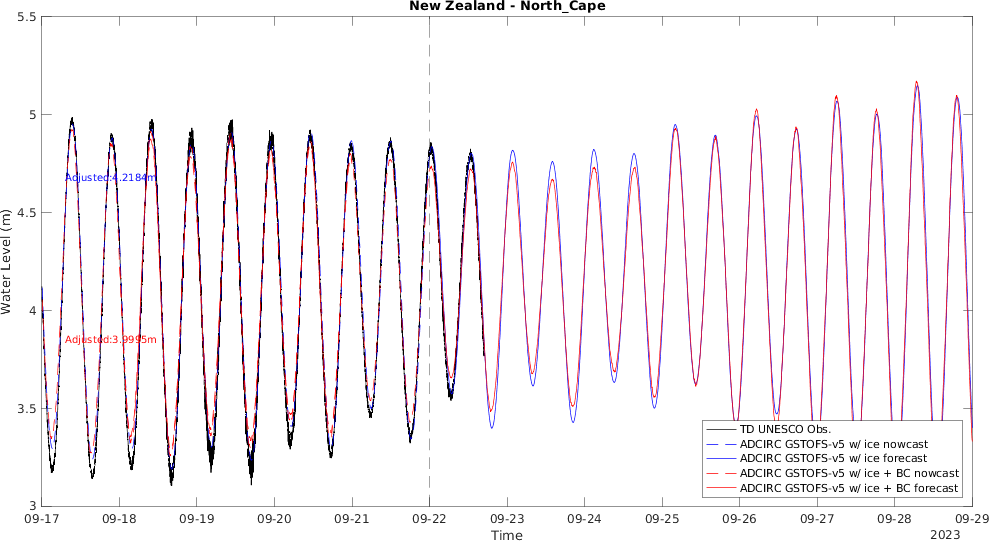 New Zealand - North_Cape
5.5
5
4.5
4
3.5
3
Water Level (m)
Adjusted:4.2184m
Adjusted:3.9995m
TD UNESCO Obs.
ADCIRC GSTOFS-v5 w/ ice nowcast
ADCIRC GSTOFS-v5 w/ ice forecast
ADCIRC GSTOFS-v5 w/ ice + BC nowcast
ADCIRC GSTOFS-v5 w/ ice + BC forecast
09-17 09-18 09-19 09-20 09-21 09-22 09-23 09-24 09-25 09-26 09-27 09-28 09-29
Time
2023